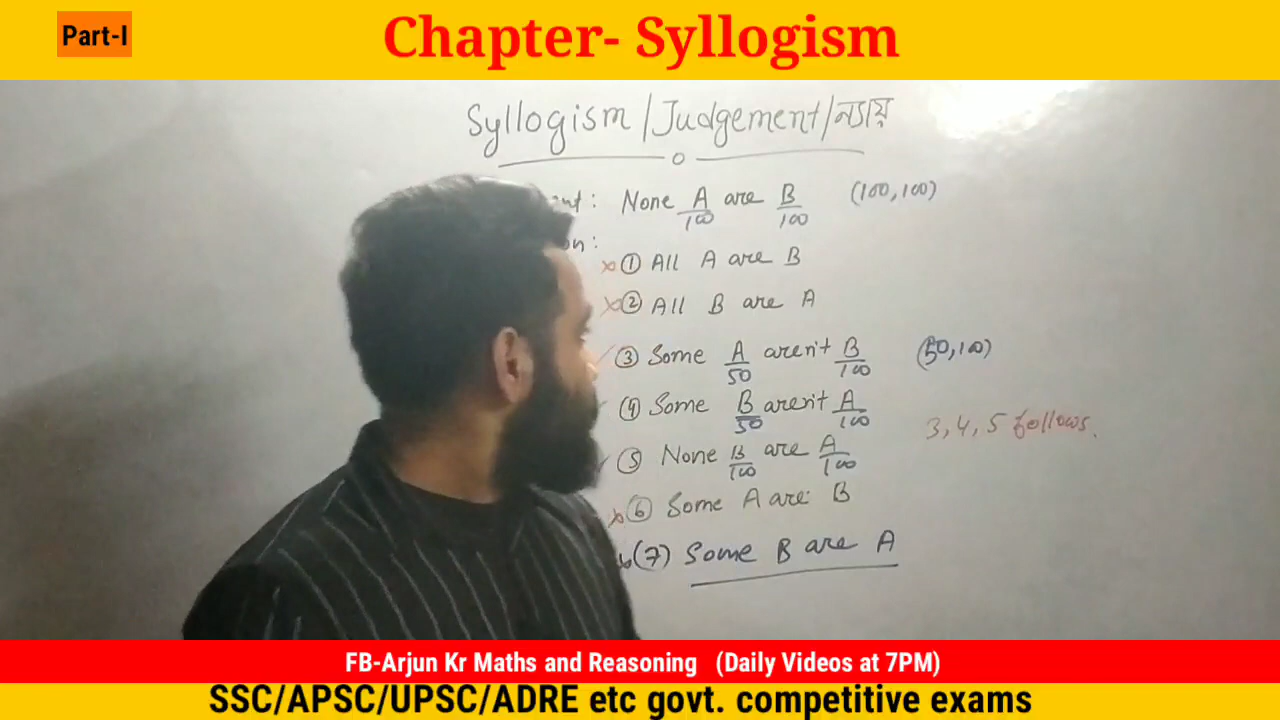 Part-I
Chapter- Syllogism
Syllogism/Judgement/ন্যায়
nt: None A/100 are B/100 (100,100)
on:
× ① All A are B
× ② All B are A
③ Some A/50 aren't B/100 (50,100)
(4) Some B/50 aren't A/100
3,4,5 follows.
⑤ None B/100 are A/100
× ⑥ Some A are B
(7) Some B are A
FB-Arjun Kr Maths and Reasoning (Daily Videos at 7PM)
SSC/APSC/UPSC/ADRE etc govt. competitive exams